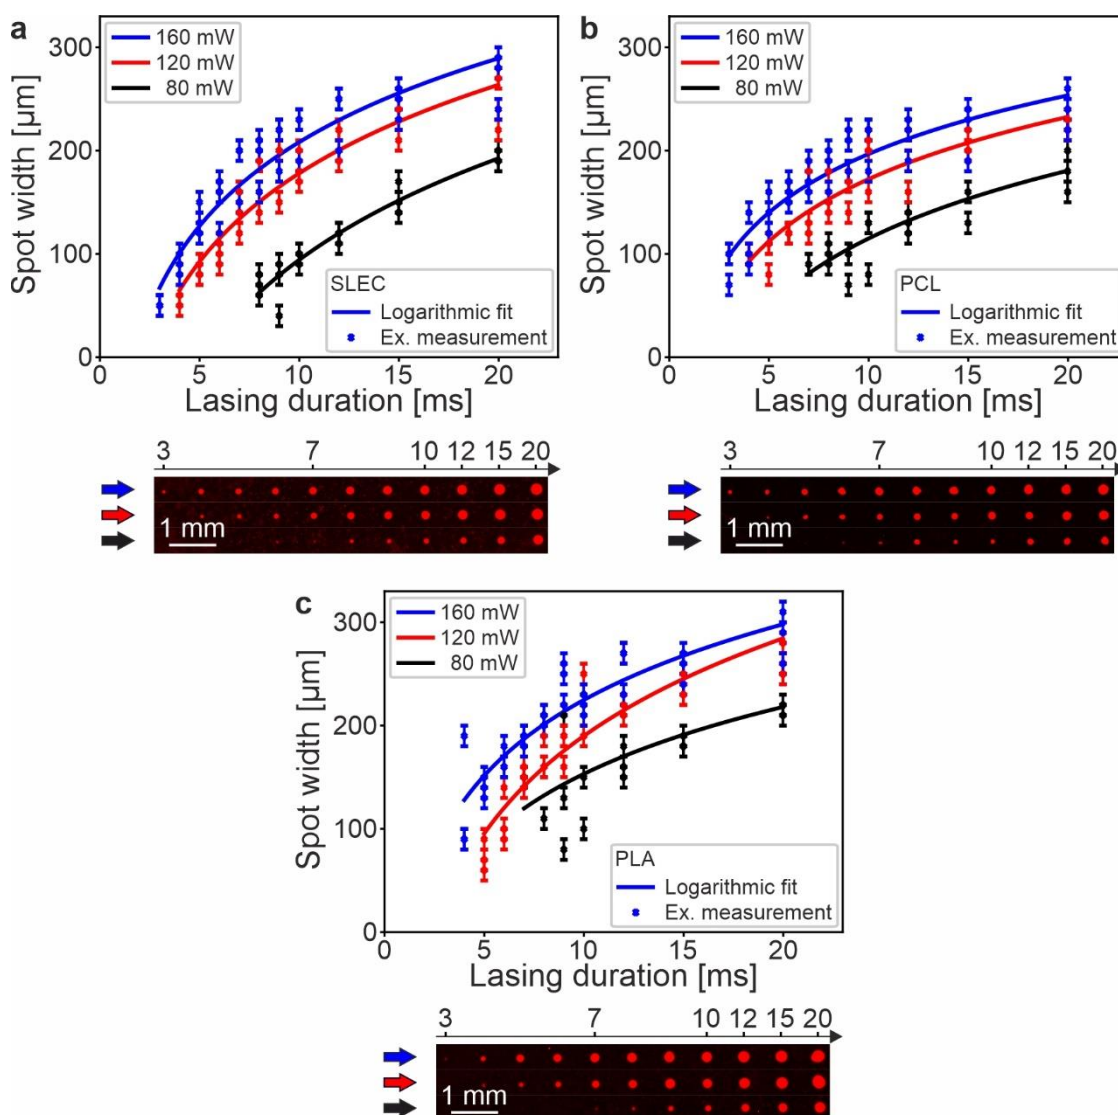 a
160 mW
120 mW
80 mW
Spot width [µm]
300
200
100
0
SLEC
Logarithmic fit
Ex. measurement
0 5 10 15 20
Lasing duration [ms]
3 7 10 12 15 20
1 mm
b
160 mW
120 mW
80 mW
Spot width [µm]
300
200
100
0
PCL
Logarithmic fit
Ex. measurement
0 5 10 15 20
Lasing duration [ms]
3 7 10 12 15 20
1 mm
c
160 mW
120 mW
80 mW
Spot width [µm]
300
200
100
0
PLA
Logarithmic fit
Ex. measurement
0 5 10 15 20
Lasing duration [ms]
3 7 10 12 15 20
1 mm